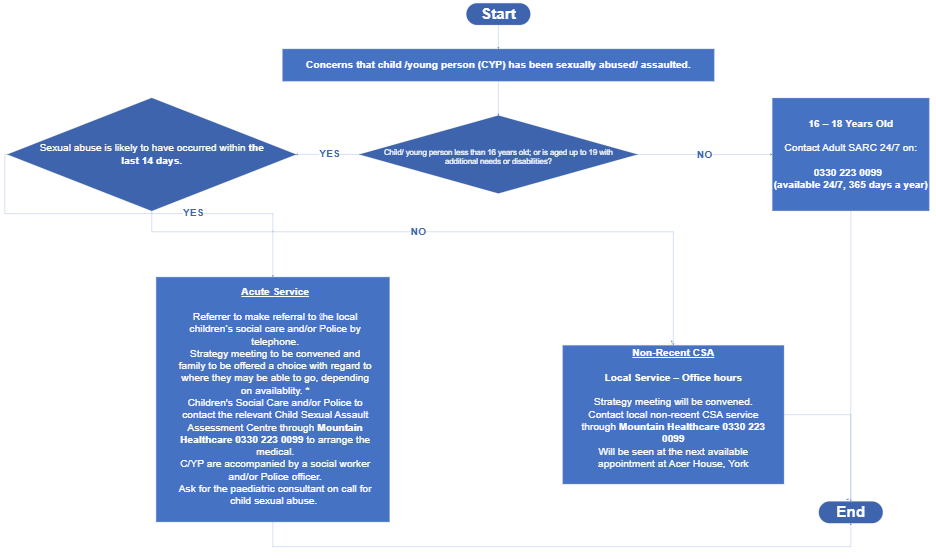 Start
Concerns that child /young person (CYP) has been sexually abused/ assaulted.
Sexual abuse is likely to have occurred within the
last 14 days.
YES
Child/ young person less than 16 years old; or is aged up to 19 with
additional needs or disabilities?
NO
16 – 18 Years Old
Contact Adult SARC 24/7 on:
0330 223 0099
(available 24/7, 365 days a year)
YES
NO
Acute Service
Referrer to make referral to the local
children's social care and/or Police by
telephone.
Strategy meeting to be convened and
family to be offered a choice with regard to
where they may be able to go, depending
on availablity. *
Children's Social Care and/or Police to
contact the relevant Child Sexual Assault
Assessment Centre through Mountain
Healthcare 0330 223 0099 to arrange the
medical.
C/YP are accompanied by a social worker
and/or Police officer.
Ask for the paediatric consultant on call for
child sexual abuse.
Non-Recent CSA
Local Service – Office hours
Strategy meeting will be convened.
Contact local non-recent CSA service
through Mountain Healthcare 0330 223
0099
Will be seen at the next available
appointment at Acer House, York
End